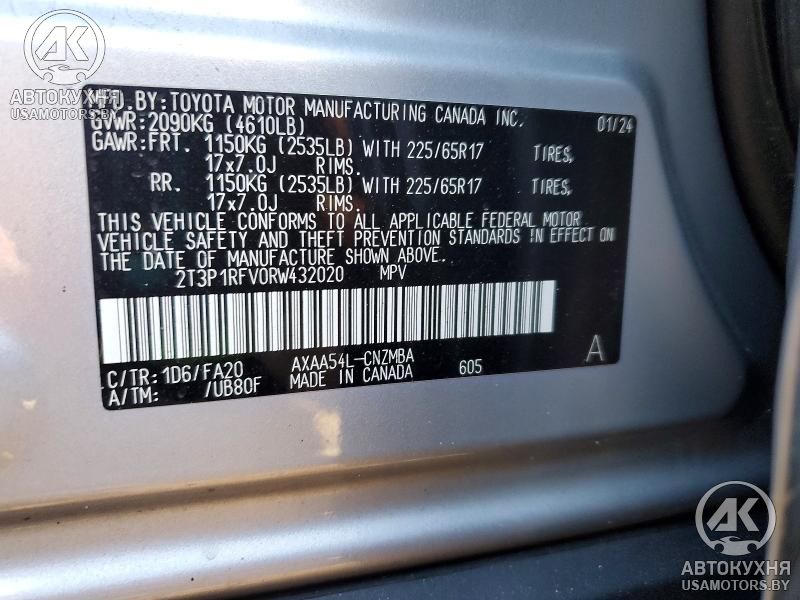 AK
АВТОКУХНЯ
USAMOTORS.BY
MFD. BY: TOYOTA MOTOR MANUFACTURING CANADA INC.
GVWR: 2090KG (4610LB) 01/24
GAWR: FRT. 1150KG (2535LB) WITH 225/65R17 TIRES,
17x7.0J RIMS.
RR. 1150KG (2535LB) WITH 225/65R17 TIRES,
17x7.0J RIMS.
THIS VEHICLE CONFORMS TO ALL APPLICABLE FEDERAL MOTOR
VEHICLE SAFETY AND THEFT PREVENTION STANDARDS IN EFFECT ON
THE DATE OF MANUFACTURE SHOWN ABOVE.
2T3P1RFV0RW432020 MPV
C/TR: 1D6/FA20 AXAA54L-CNZMBA A
A/TM: /UB80F MADE IN CANADA 605
AK
АВТОКУХНЯ
USAMOTORS.BY